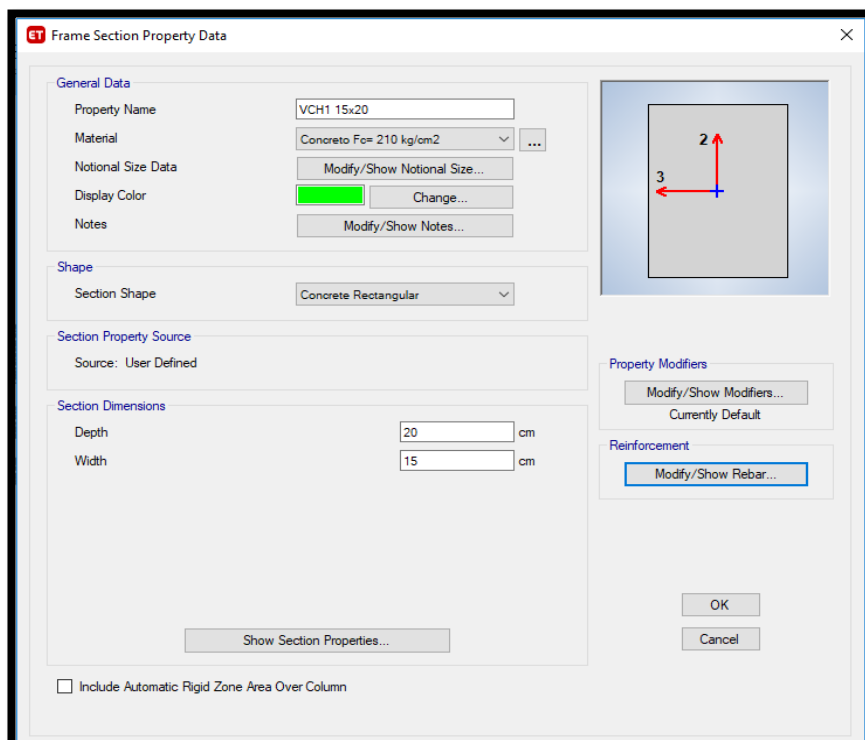 ET Frame Section Property Data
General Data
Property Name VCH1 15x20
Material Concreto Fc= 210 kg/cm2 ...
Notional Size Data Modify/Show Notional Size...
Display Color Change...
Notes Modify/Show Notes...
2
3
Shape
Section Shape Concrete Rectangular
Section Property Source
Source: User Defined
Property Modifiers
Modify/Show Modifiers...
Currently Default
Section Dimensions
Depth 20 cm
Width 15 cm
Reinforcement
Modify/Show Rebar...
Show Section Properties...
OK
Cancel
Include Automatic Rigid Zone Area Over Column